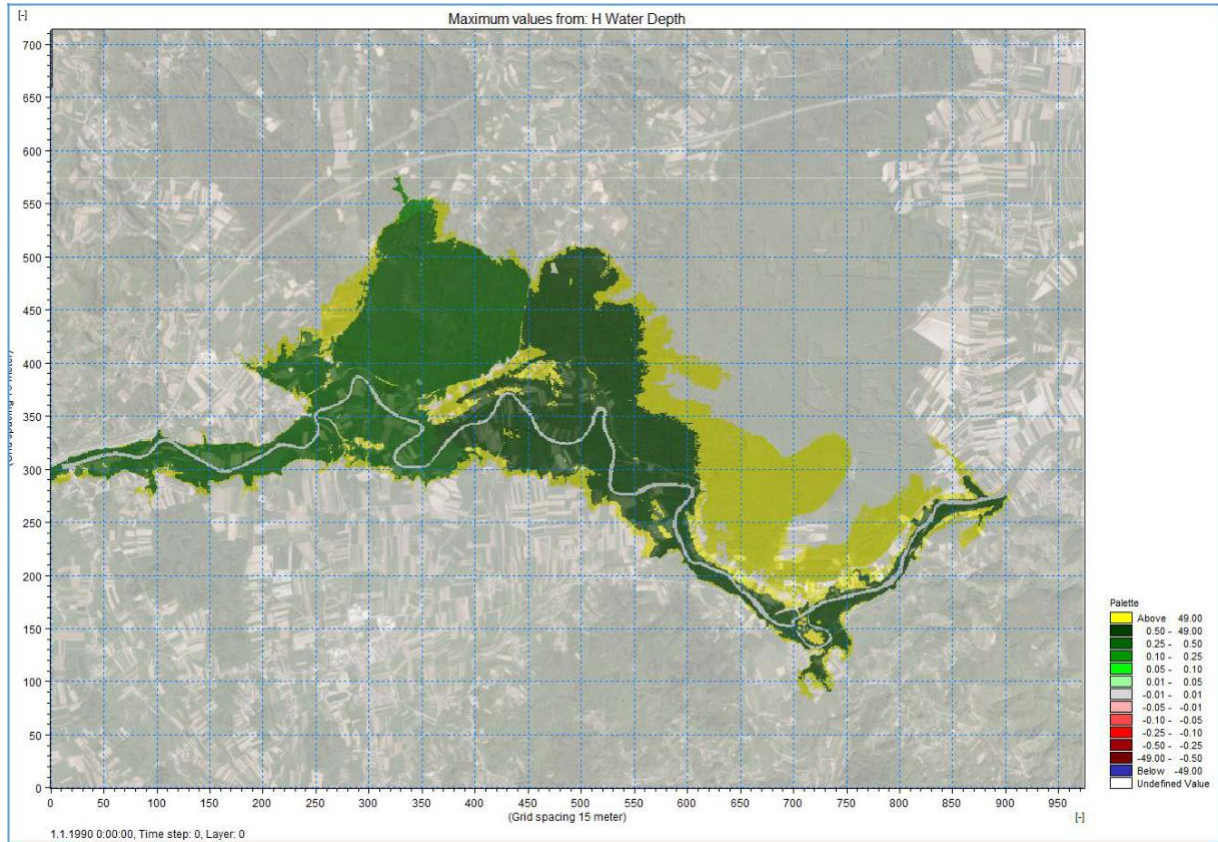 [-]
Maximum values from: H Water Depth
700
650
600
550
500
450
400
350
300
250
200
150
100
50
0
0 50 100 150 200 250 300 350 400 450 500 550 600 650 700 750 800 850 900 950
(Grid spacing 15 meter)
[-]
1.1.1990 0:00:00, Time step: 0, Layer: 0
Palette
Above 49.00
0.50 - 49.00
0.25 - 0.50
0.10 - 0.25
0.05 - 0.10
0.01 - 0.05
-0.01 - 0.01
-0.05 - -0.01
-0.10 - -0.05
-0.25 - -0.10
-0.50 - -0.25
-49.00 - -0.50
Below -49.00
Undefined Value